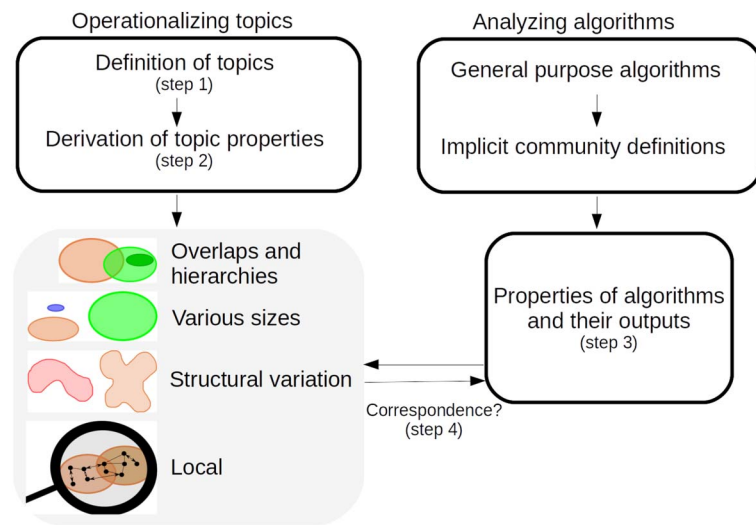 Operationalizing topics
Definition of topics
(step 1)
Derivation of topic properties
(step 2)
Overlaps and
hierarchies
Various sizes
Structural variation
Local
Analyzing algorithms
General purpose algorithms
Implicit community definitions
Properties of algorithms
and their outputs
(step 3)
Correspondence?
(step 4)